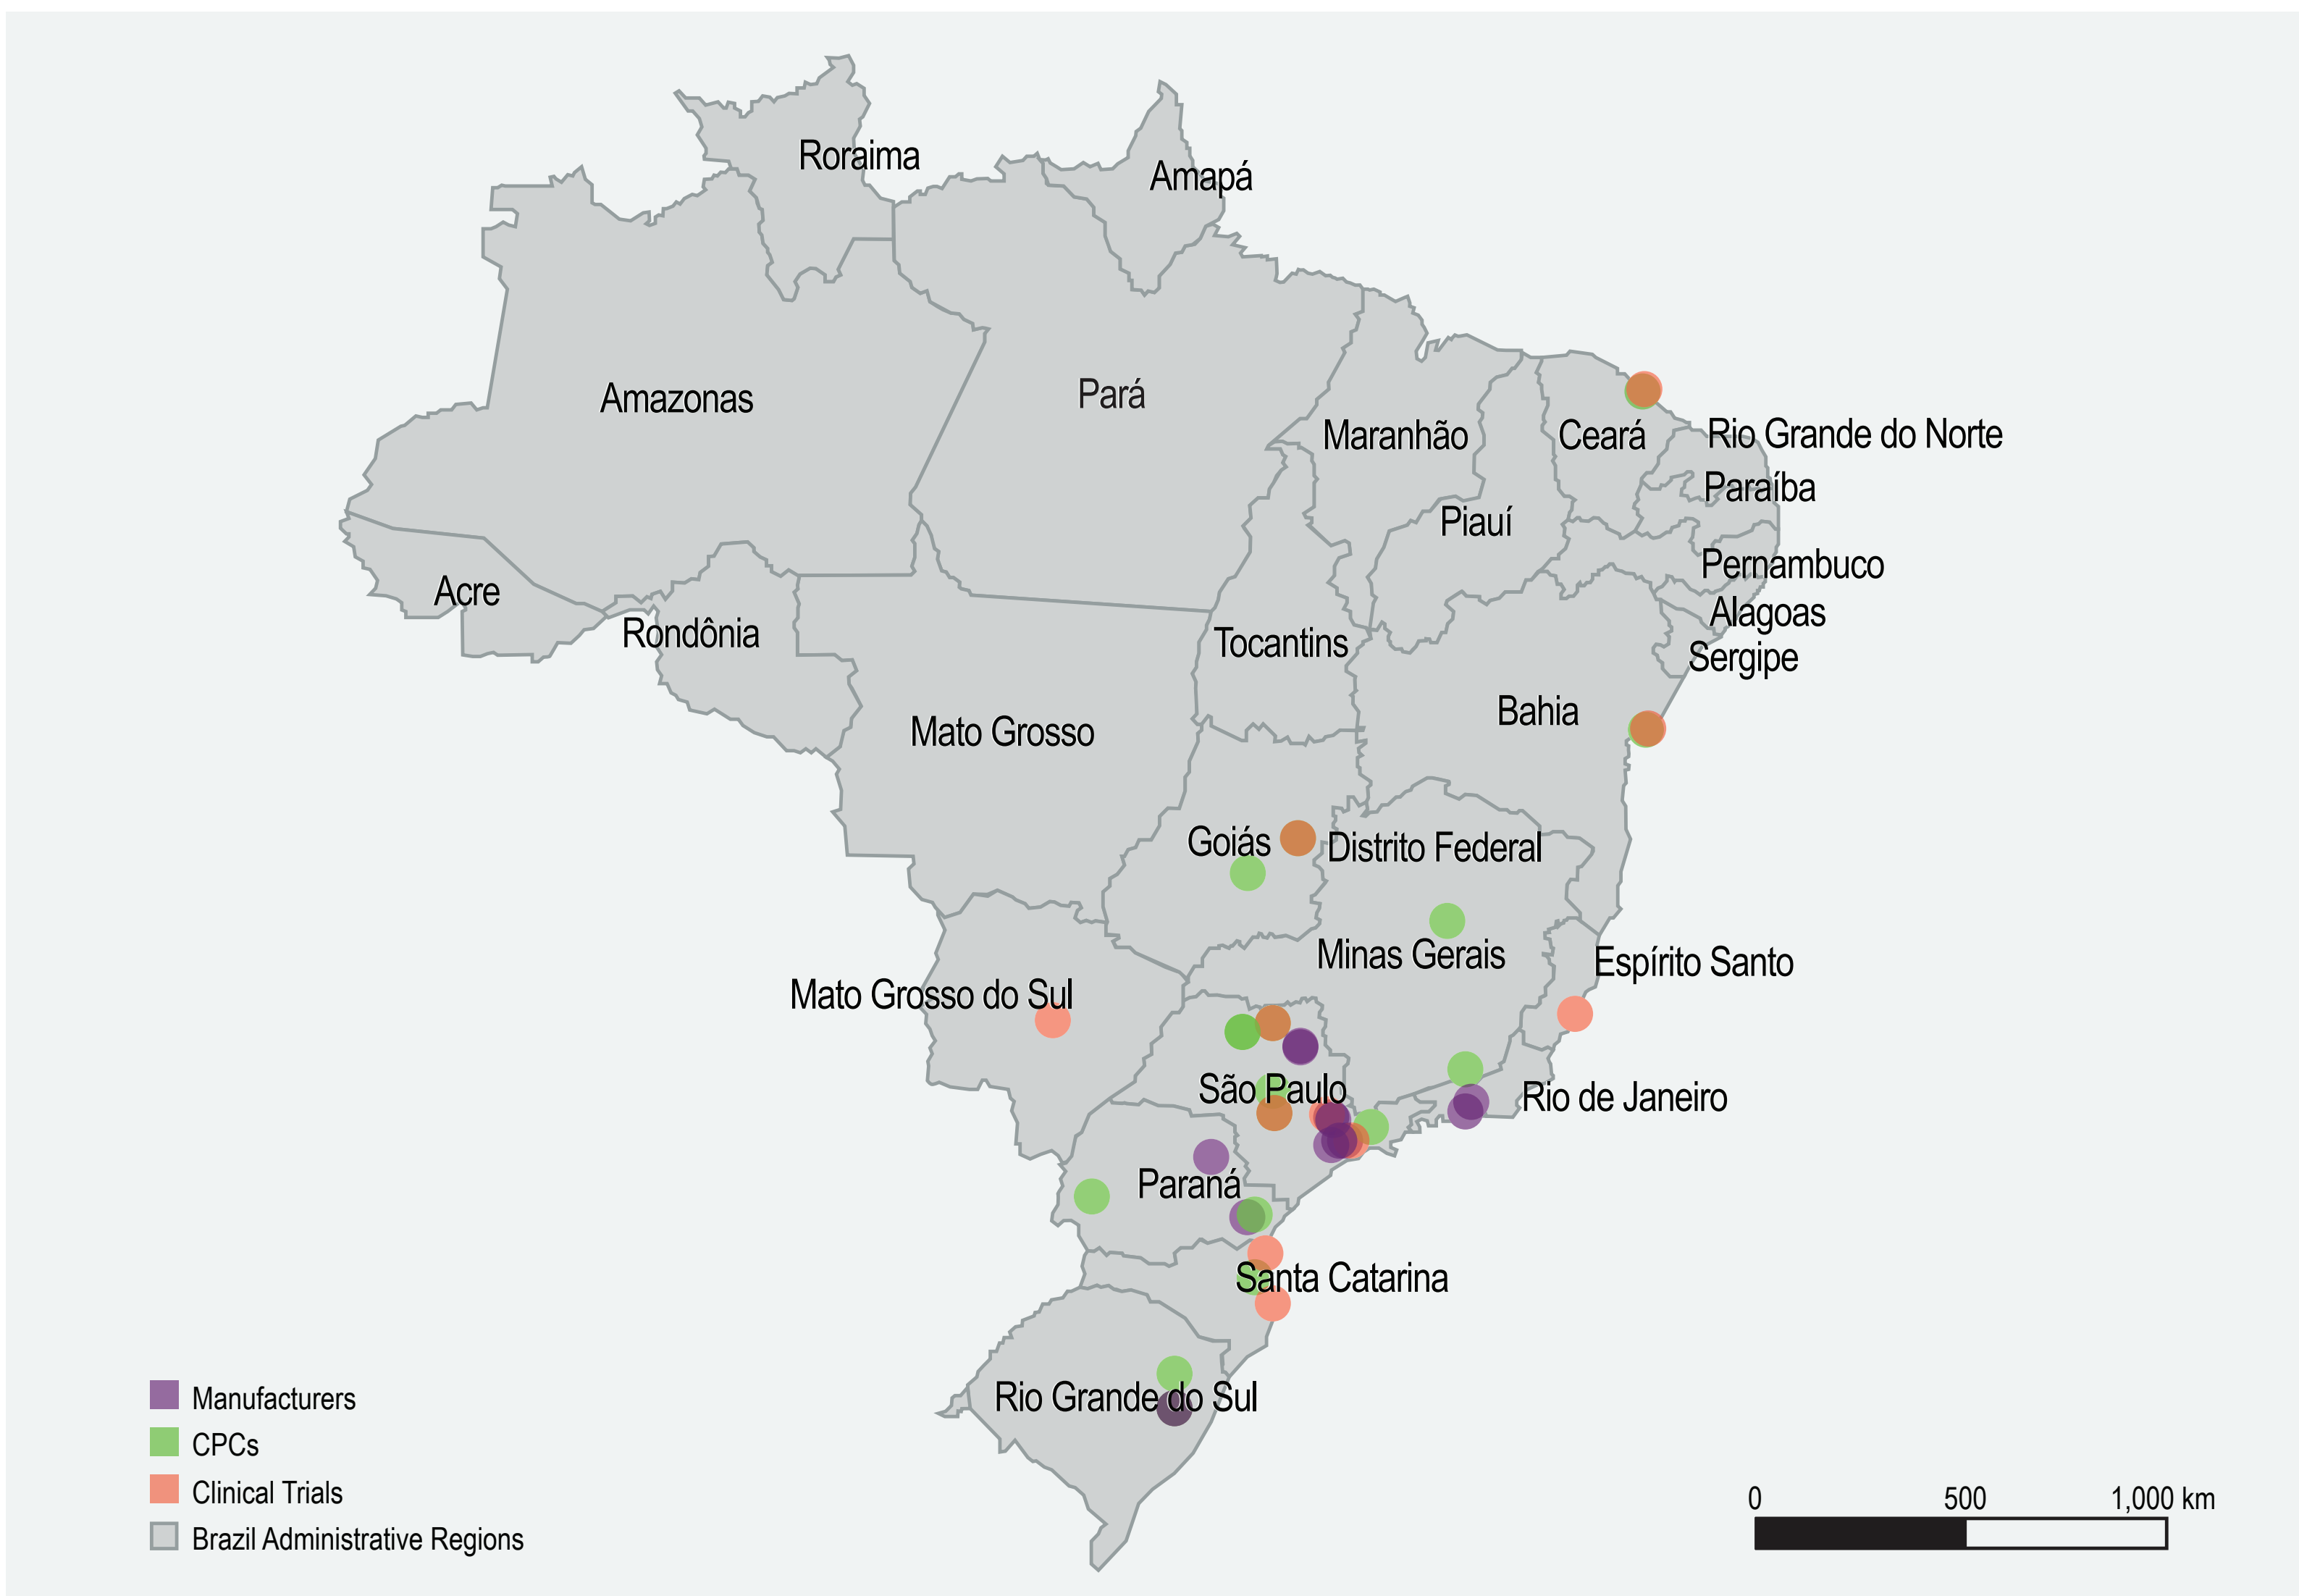 Roraima
Amapá
Amazonas
Pará
Maranhão
Ceará
Rio Grande do Norte
Paraíba
Piauí
Pernambuco
Acre
Alagoas
Rondônia
Tocantins
Sergipe
Bahia
Mato Grosso
Goiás
Distrito Federal
Minas Gerais
Espírito Santo
Mato Grosso do Sul
São Paulo
Rio de Janeiro
Paraná
Santa Catarina
Rio Grande do Sul
Manufacturers
CPCs
Clinical Trials
Brazil Administrative Regions
0 500 1,000 km